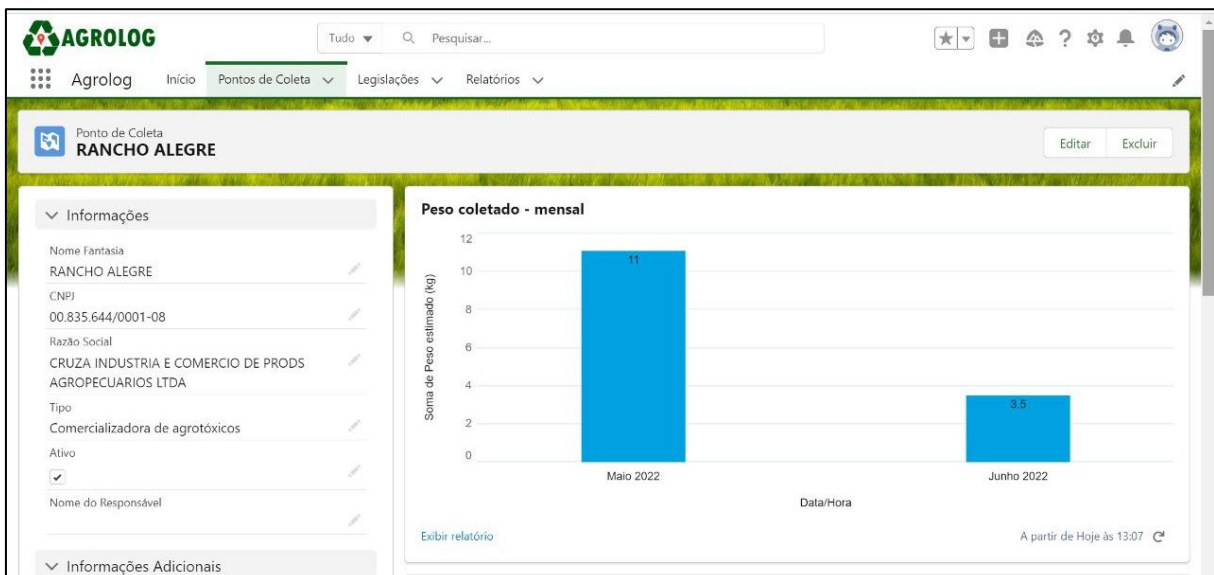 AGROLOG
Tudo
Pesquisar...
Agrolog
Início
Pontos de Coleta
Legislações
Relatórios
Ponto de Coleta
RANCHO ALEGRE
Editar
Excluir
Informações
Nome Fantasia
RANCHO ALEGRE
CNPJ
00.835.644/0001-08
Razão Social
CRUZA INDUSTRIA E COMERCIO DE PRODS
AGROPECUARIOS LTDA
Tipo
Comercializadora de agrotóxicos
Ativo
Nome do Responsável
Informações Adicionais
Peso coletado - mensal
Soma de Peso estimado (kg)
12
10
8
6
4
2
0
11
3.5
Maio 2022
Junho 2022
Data/Hora
Exibir relatório
A partir de Hoje às 13:07